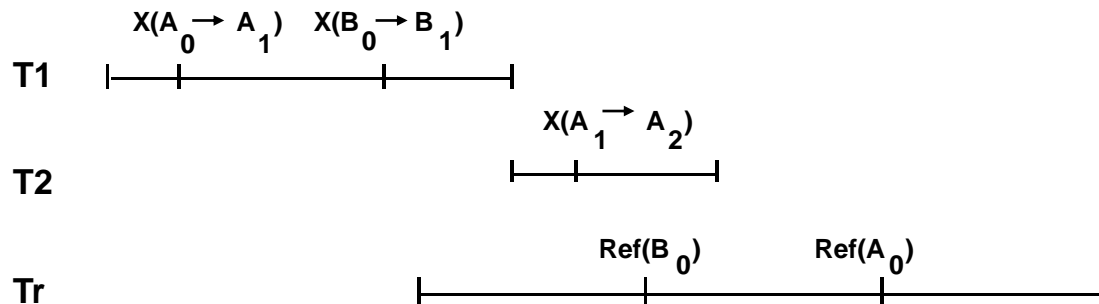 X(A₀ → A₁) X(B₀ → B₁)
T1
X(A₁ → A₂)
T2
Ref(B₀) Ref(A₀)
Tr